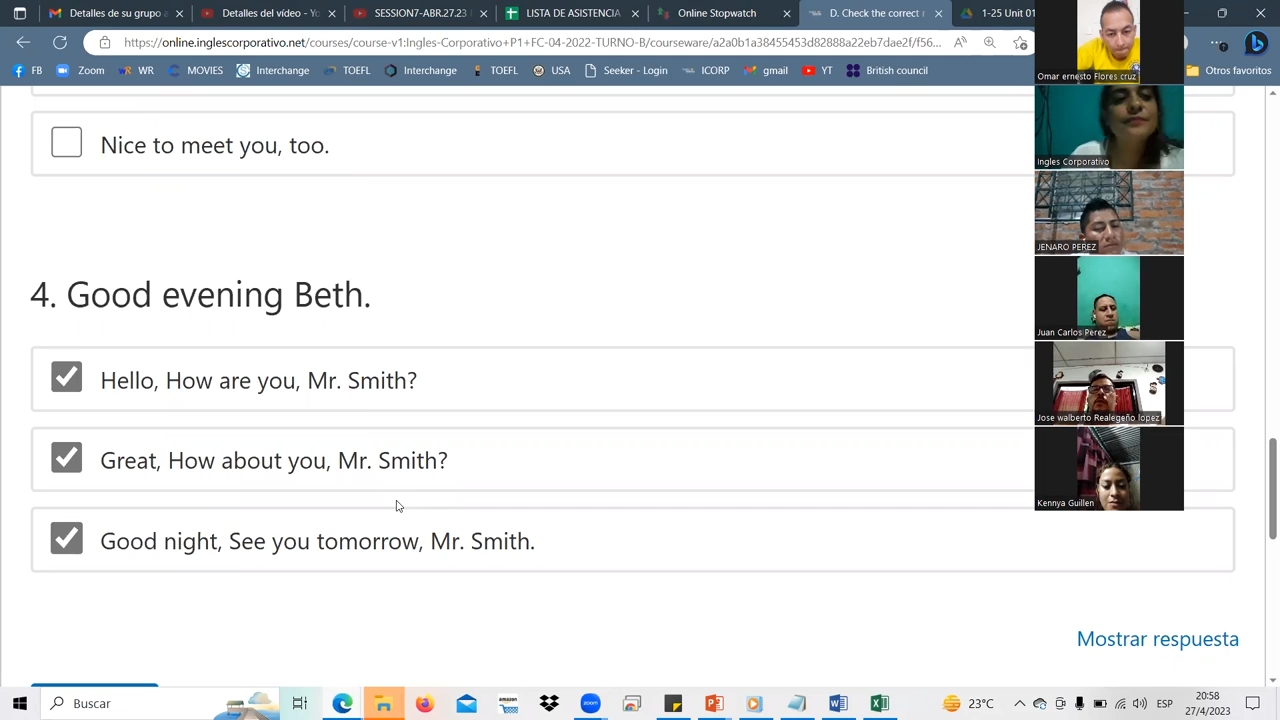 Detalles de su grupo a
Detalles del vídeo - Yo
SESSION7-ABR.27.23
LISTA DE ASISTENCIA
Online Stopwatch
D. Check the correct r
1-25 Unit 01
https://online.inglescorporativo.net/courses/course-v1:Ingles-Corporativo+P1+FC-04-2022-TURNO-B/courseware/a2a0b1a38455453d82888a22eb7dae2f/f56...
FB
Zoom
WR
MOVIES
Interchange
TOEFL
Interchange
TOEFL
USA
Seeker - Login
ICORP
gmail
YT
British council
Otros favoritos
Omar ernesto Flores cruz
Nice to meet you, too.
Ingles Corporativo
JENARO PEREZ
4. Good evening Beth.
Juan Carlos Perez
Hello, How are you, Mr. Smith?
Jose walberto Realegeño lopez
Great, How about you, Mr. Smith?
Kennya Guillen
Good night, See you tomorrow, Mr. Smith.
Mostrar respuesta
Buscar
amazon
zoom
23°C
ESP
20:58
27/4/2023